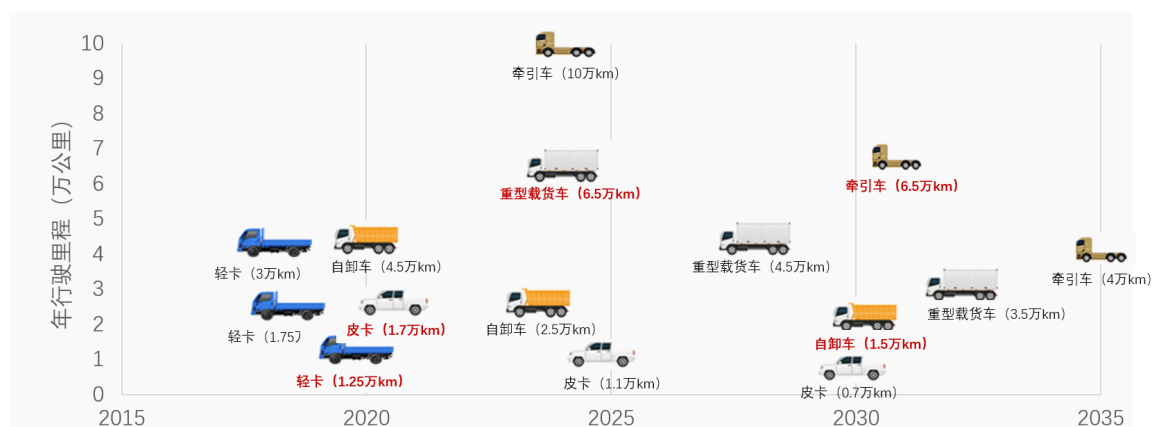 年行驶里程（万公里）
10
9
8
7
6
5
4
3
2
1
0
牵引车（10万km）
重型载货车（6.5万km）
牵引车（6.5万km）
轻卡（3万km）
自卸车（4.5万km）
重型载货车（4.5万km）
牵引车（4万km）
轻卡（1.75
皮卡（1.7万km）
自卸车（2.5万km）
重型载货车（3.5万km）
轻卡（1.25万km）
皮卡（1.1万km）
自卸车（1.5万km）
皮卡（0.7万km）
2015
2020
2025
2030
2035